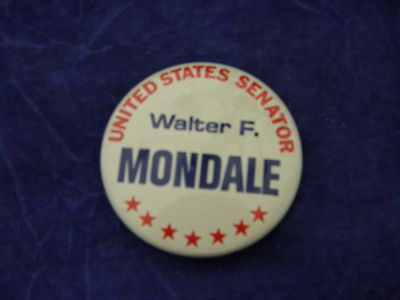 UNITED STATES SENATOR
Walter F.
MONDALE